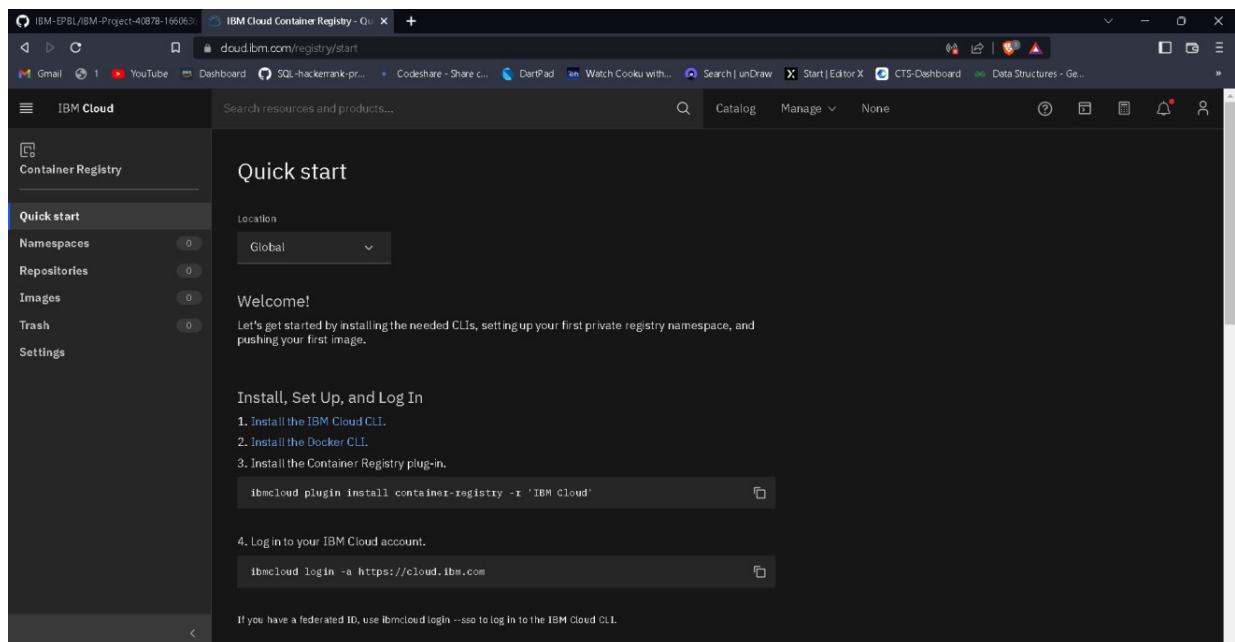 IBM-EPBL/IBM-Project-40878-166063
IBM Cloud Container Registry - Qu
cloud.ibm.com/registry/start
Gmail 1 YouTube Dashboard SQL-hackerrank-pr... Codeshare - Share c... DartPad Watch Cooku with... Search | unDraw Start | Editor X CTS-Dashboard Data Structures - Ge...
IBM Cloud Search resources and products... Catalog Manage None
Container Registry
Quick start
Namespaces 0
Repositories 0
Images 0
Trash 0
Settings
Quick start
Location
Global
Welcome!
Let's get started by installing the needed CLIs, setting up your first private registry namespace, and
pushing your first image.
Install, Set Up, and Log In
1. Install the IBM Cloud CLI.
2. Install the Docker CLI.
3. Install the Container Registry plug-in.
ibmcloud plugin install container-registry -r 'IBM Cloud'
4. Log in to your IBM Cloud account.
ibmcloud login -a https://cloud.ibm.com
If you have a federated ID, use ibmcloud login --sso to log in to the IBM Cloud CLI.